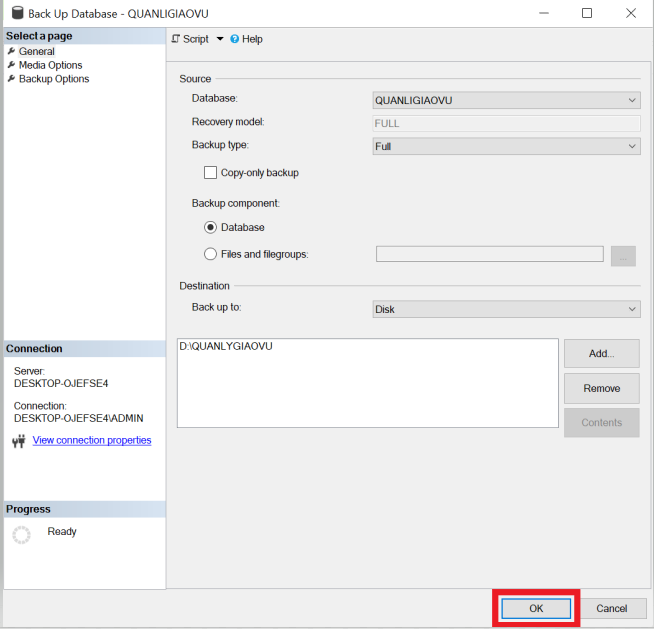 Back Up Database - QUANLIGIAOVU
Select a page
General
Media Options
Backup Options
Script
Help
Source
Database:
QUANLIGIAOVU
Recovery model:
FULL
Backup type:
Full
Copy-only backup
Backup component:
Database
Files and filegroups:
...
Destination
Back up to:
Disk
D:\QUANLYGIAOVU
Add...
Remove
Contents
Connection
Server:
DESKTOP-OJEFSE4
Connection:
DESKTOP-OJEFSE4\ADMIN
View connection properties
Progress
Ready
OK
Cancel